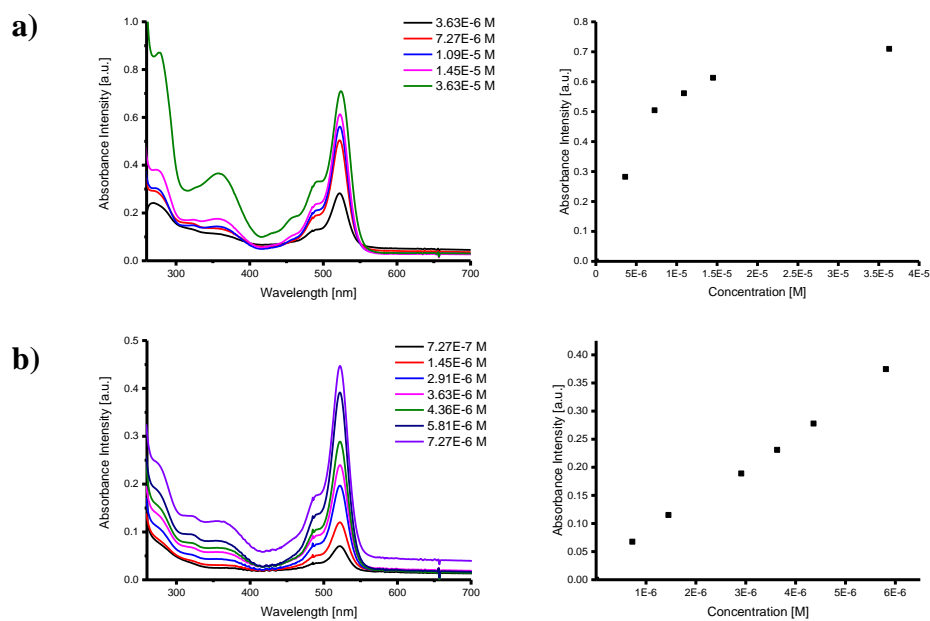 a)
3.63E-6 M
7.27E-6 M
1.09E-5 M
1.45E-5 M
3.63E-5 M
Absorbance Intensity [a.u.]
1.0
0.8
0.6
0.4
0.2
0.0
300 400 500 600 700
Wavelength [nm]
Absorbance Intensity [a.u.]
0.8
0.7
0.6
0.5
0.4
0.3
0.2
0.1
0.0
0 5E-6 1E-5 1.5E-5 2E-5 2.5E-5 3E-5 3.5E-5 4E-5
Concentration [M]
b)
7.27E-7 M
1.45E-6 M
2.91E-6 M
3.63E-6 M
4.36E-6 M
5.81E-6 M
7.27E-6 M
Absorbance Intensity [a.u.]
0.5
0.4
0.3
0.2
0.1
0.0
300 400 500 600 700
Wavelength [nm]
Absorbance Intensity [a.u.]
0.40
0.35
0.30
0.25
0.20
0.15
0.10
0.05
0.00
1E-6 2E-6 3E-6 4E-6 5E-6 6E-6
Concentration [M]